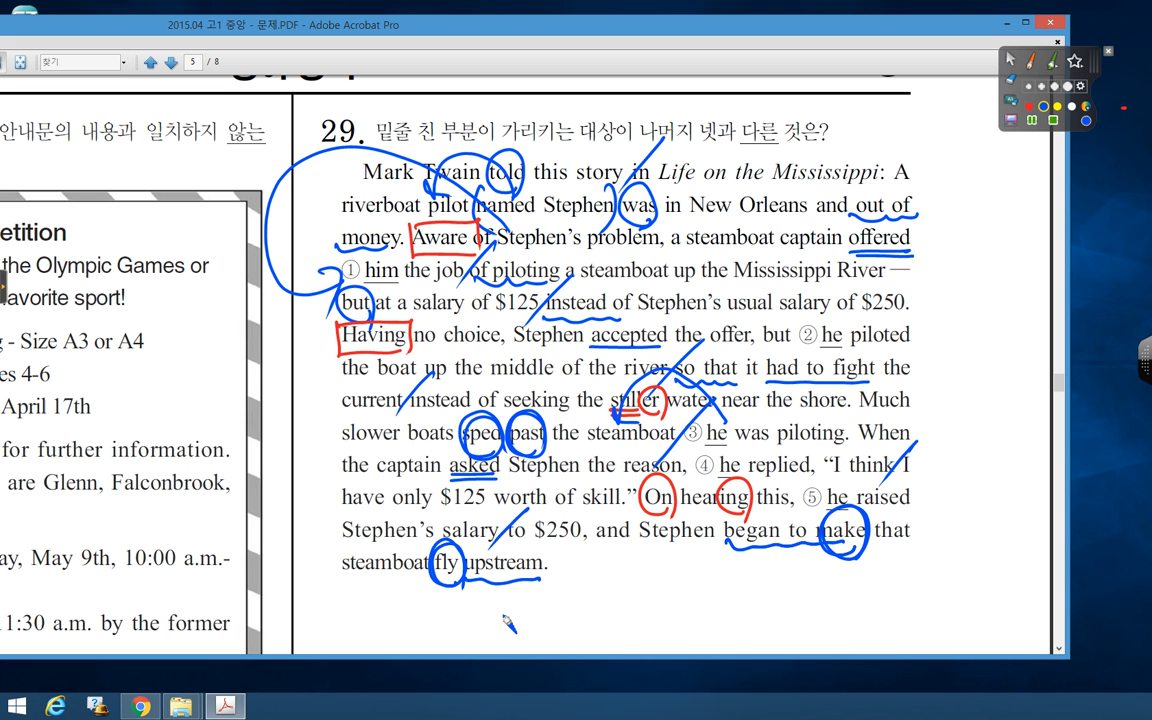 2015.04 고1 중앙 - 문제.PDF - Adobe Acrobat Pro
찾기
5 / 8
안내문의 내용과 일치하지 않는
etition
the Olympic Games or
favorite sport!
g - Size A3 or A4
es 4-6
April 17th
for further information.
are Glenn, Falconbrook,
ay, May 9th, 10:00 a.m.-
11:30 a.m. by the former
29. 밑줄 친 부분이 가리키는 대상이 나머지 넷과 다른 것은?
Mark Twain told this story in Life on the Mississippi: A
riverboat pilot named Stephen was in New Orleans and out of
money. Aware of Stephen's problem, a steamboat captain offered
① him the job of piloting a steamboat up the Mississippi River —
but at a salary of $125 instead of Stephen's usual salary of $250.
Having no choice, Stephen accepted the offer, but ② he piloted
the boat up the middle of the river so that it had to fight the
current instead of seeking the stiller water near the shore. Much
slower boats sped past the steamboat ③ he was piloting. When
the captain asked Stephen the reason, ④ he replied, “I think I
have only $125 worth of skill.” On hearing this, ⑤ he raised
Stephen's salary to $250, and Stephen began to make that
steamboat fly upstream.